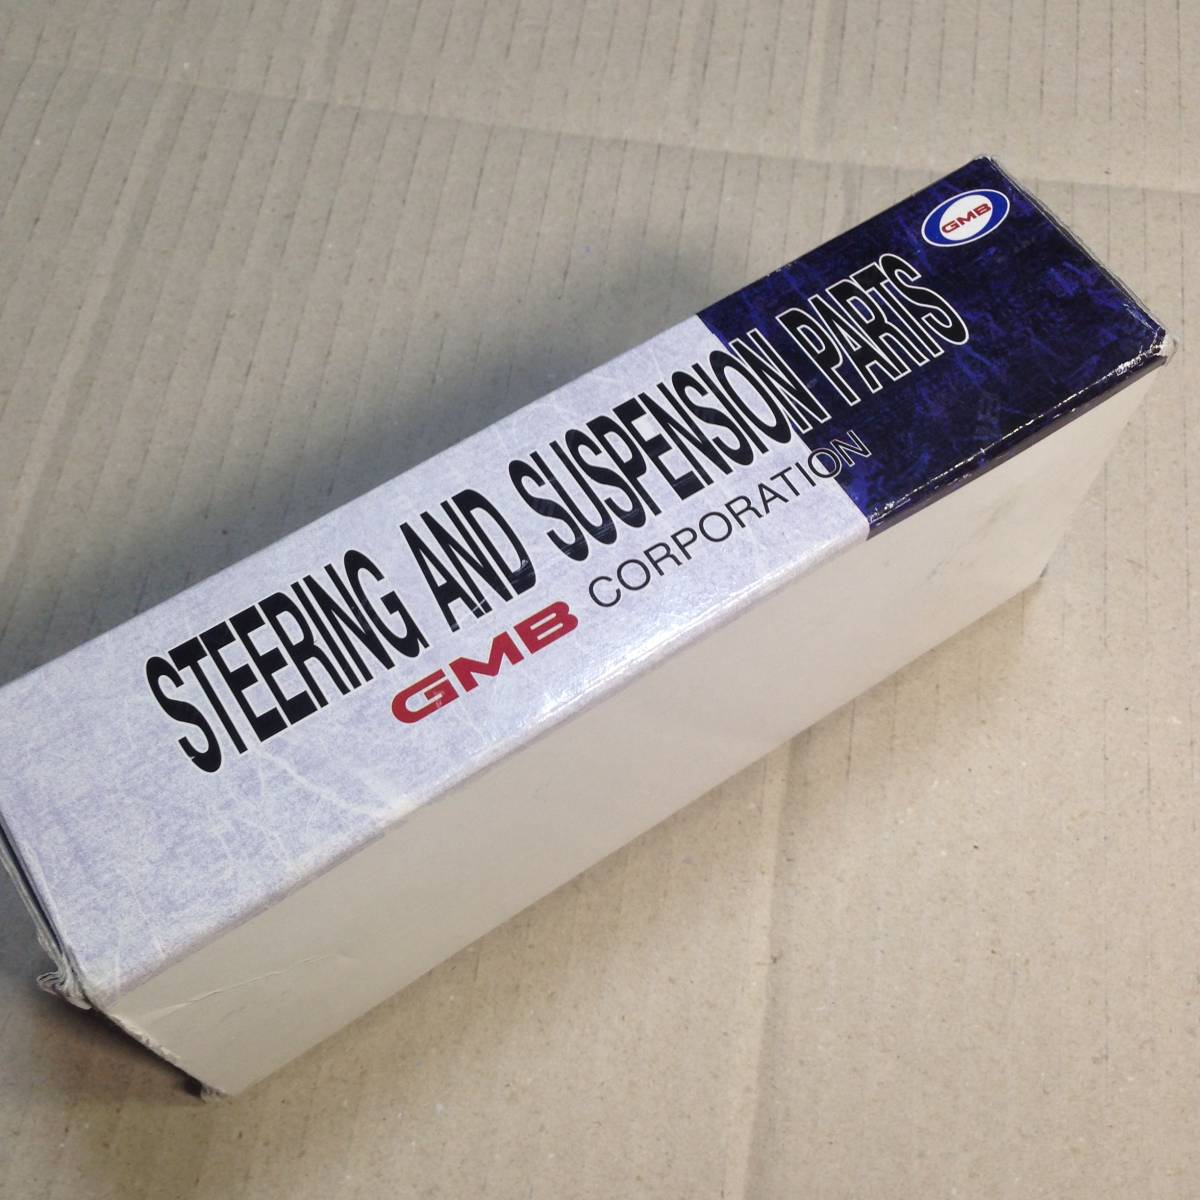 GMB
STEERING AND SUSPENSION PARTS
GMB CORPORATION